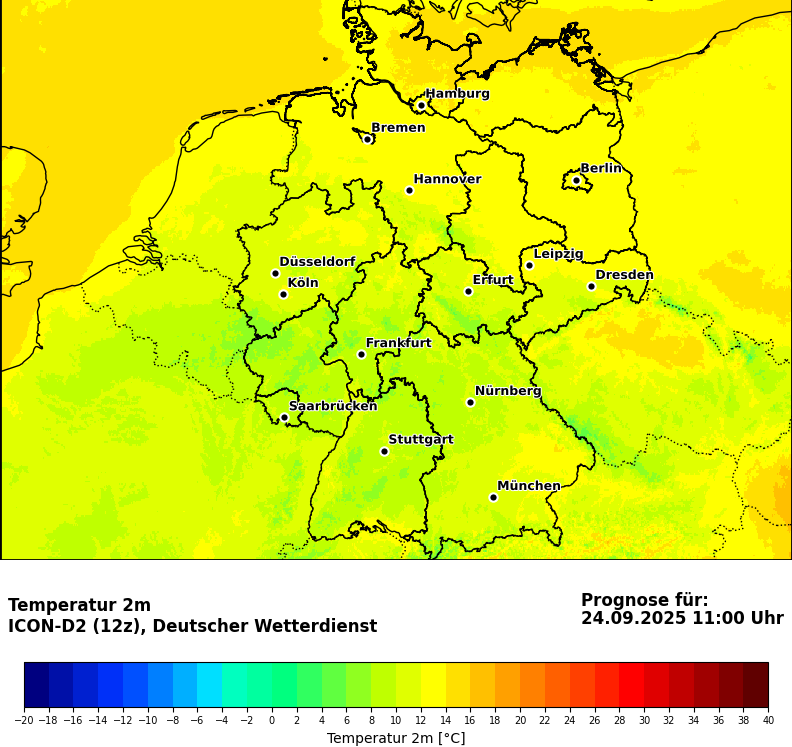 Hamburg
Bremen
Berlin
Hannover
Leipzig
Düsseldorf
Dresden
Köln
Erfurt
Frankfurt
Nürnberg
Saarbrücken
Stuttgart
München
Temperatur 2m
ICON-D2 (12z), Deutscher Wetterdienst
Prognose für:
24.09.2025 11:00 Uhr
−20 −18 −16 −14 −12 −10 −8 −6 −4 −2 0 2 4 6 8 10 12 14 16 18 20 22 24 26 28 30 32 34 36 38 40
Temperatur 2m [°C]